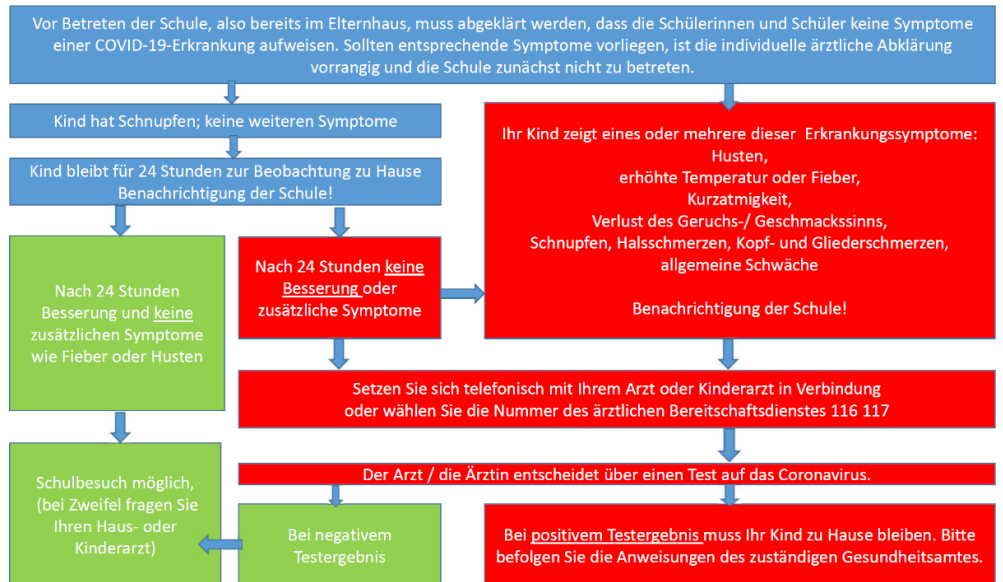 Vor Betreten der Schule, also bereits im Elternhaus, muss abgeklärt werden, dass die Schülerinnen und Schüler keine Symptome
einer COVID-19-Erkrankung aufweisen. Sollten entsprechende Symptome vorliegen, ist die individuelle ärztliche Abklärung
vorrangig und die Schule zunächst nicht zu betreten.
Kind hat Schnupfen; keine weiteren Symptome
Kind bleibt für 24 Stunden zur Beobachtung zu Hause
Benachrichtigung der Schule!
Ihr Kind zeigt eines oder mehrere dieser Erkrankungssymptome:
Husten,
erhöhte Temperatur oder Fieber,
Kurzatmigkeit,
Verlust des Geruchs-/ Geschmackssinns,
Schnupfen, Halsschmerzen, Kopf- und Gliederschmerzen,
allgemeine Schwäche
Benachrichtigung der Schule!
Nach 24 Stunden
Besserung und keine
zusätzlichen Symptome
wie Fieber oder Husten
Nach 24 Stunden keine
Besserung oder
zusätzliche Symptome
Setzen Sie sich telefonisch mit Ihrem Arzt oder Kinderarzt in Verbindung
oder wählen Sie die Nummer des ärztlichen Bereitschaftsdienstes 116 117
Der Arzt / die Ärztin entscheidet über einen Test auf das Coronavirus.
Schulbesuch möglich,
(bei Zweifel fragen Sie
Ihren Haus- oder
Kinderarzt)
Bei negativem
Testergebnis
Bei positivem Testergebnis muss Ihr Kind zu Hause bleiben. Bitte
befolgen Sie die Anweisungen des zuständigen Gesundheitsamtes.